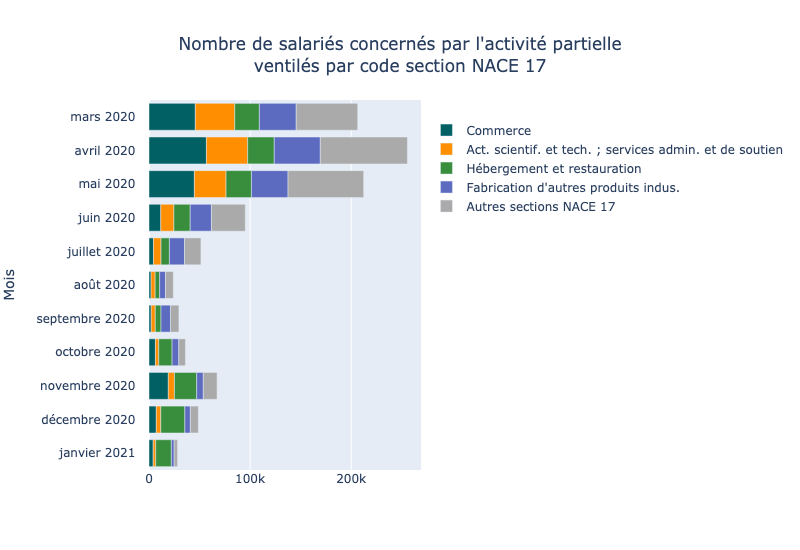 Nombre de salariés concernés par l'activité partielle
ventilés par code section NACE 17
Mois
mars 2020
avril 2020
mai 2020
juin 2020
juillet 2020
août 2020
septembre 2020
octobre 2020
novembre 2020
décembre 2020
janvier 2021
0 100k 200k
Commerce
Act. scientif. et tech. ; services admin. et de soutien
Hébergement et restauration
Fabrication d'autres produits indus.
Autres sections NACE 17